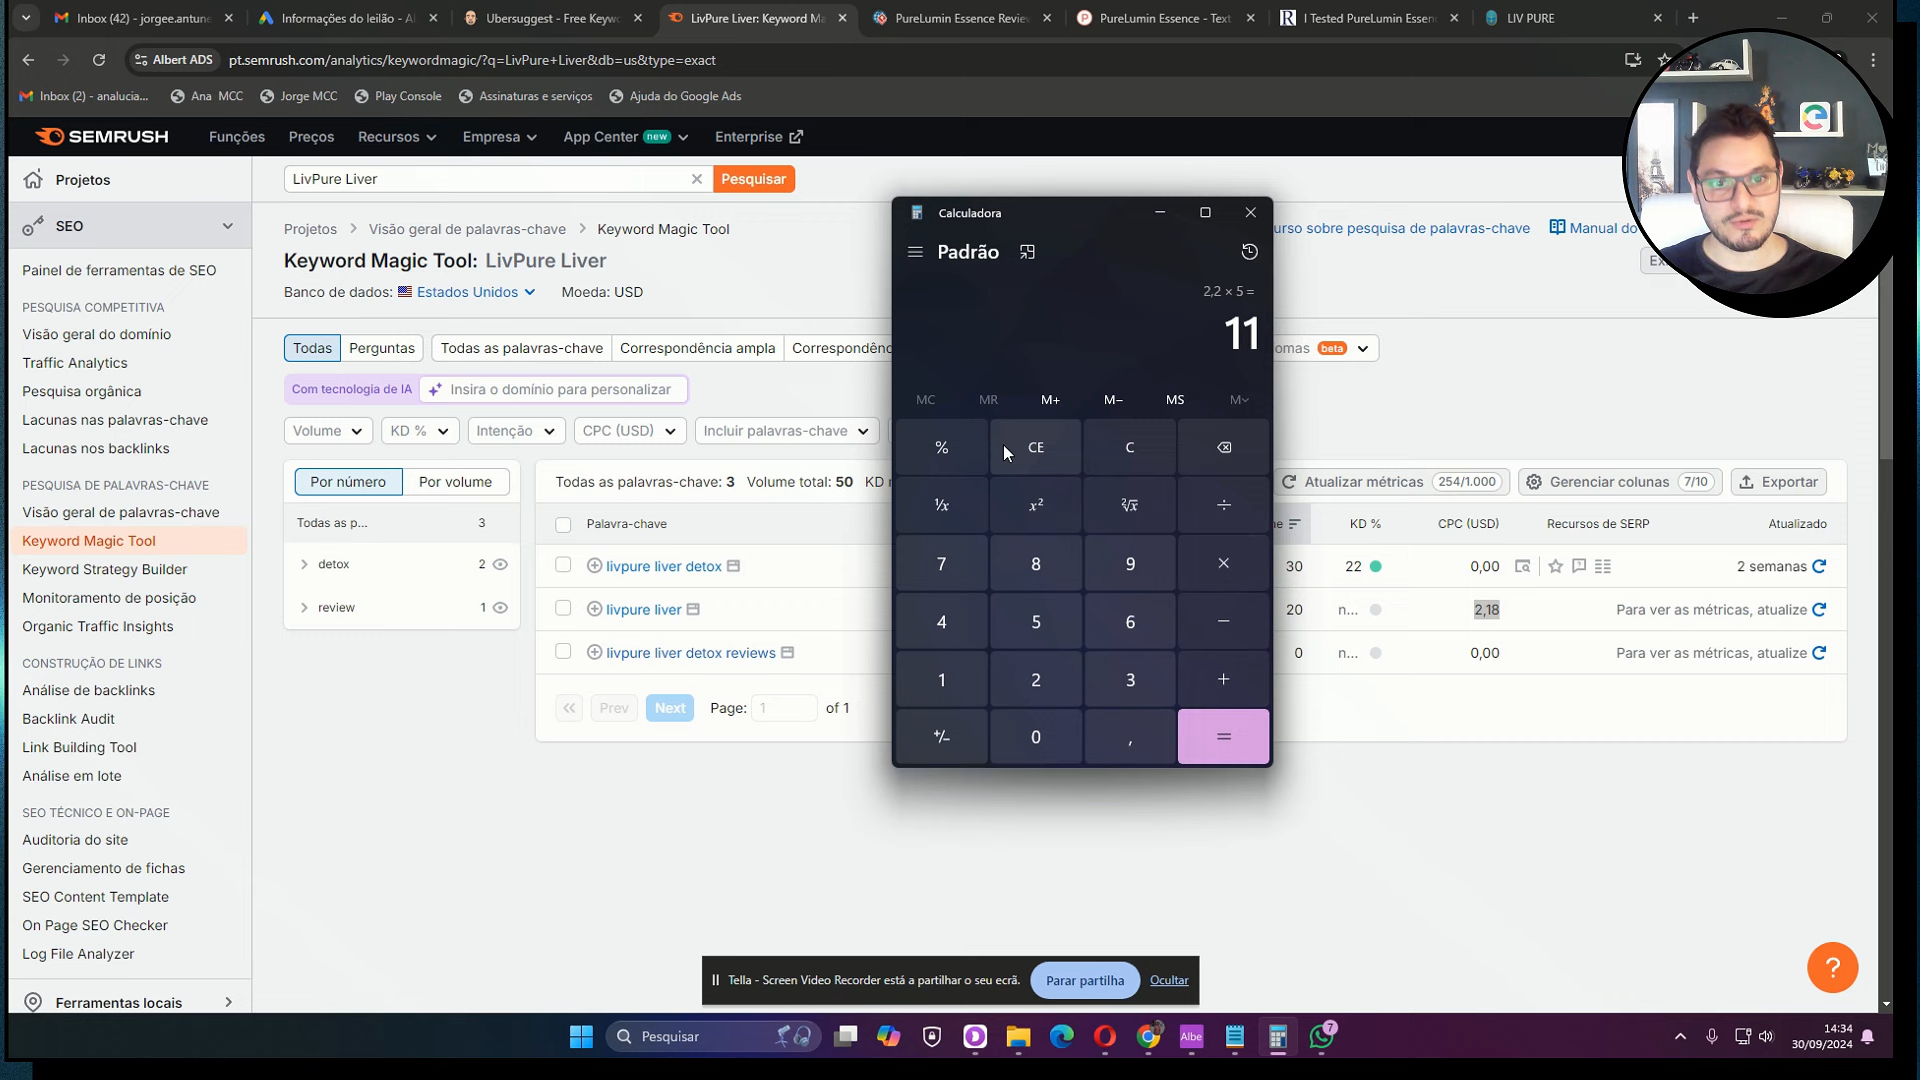 Inbox (42) - jorgee.antune
Informações do leilão - A
Ubersuggest - Free Keyw
LivPure Liver: Keyword Ma
PureLumin Essence Review
PureLumin Essence - Text
I Tested PureLumin Essen
LIV PURE
Albert ADS
pt.semrush.com/analytics/keywordmagic/?q=LivPure+Liver&db=us&type=exact
Inbox (2) - analucia...
Ana MCC
Jorge MCC
Play Console
Assinaturas e serviços
Ajuda do Google Ads
SEMRUSH
Funções
Preços
Recursos
Empresa
App Center new
Enterprise
Projetos
SEO
Painel de ferramentas de SEO
PESQUISA COMPETITIVA
Visão geral do domínio
Traffic Analytics
Pesquisa orgânica
Lacunas nas palavras-chave
Lacunas nos backlinks
PESQUISA DE PALAVRAS-CHAVE
Visão geral de palavras-chave
Keyword Magic Tool
Keyword Strategy Builder
Monitoramento de posição
Organic Traffic Insights
CONSTRUÇÃO DE LINKS
Análise de backlinks
Backlink Audit
Link Building Tool
Análise em lote
SEO TÉCNICO E ON-PAGE
Auditoria do site
Gerenciamento de fichas
SEO Content Template
On Page SEO Checker
Log File Analyzer
Ferramentas locais
LivPure Liver
Pesquisar
Projetos > Visão geral de palavras-chave > Keyword Magic Tool
urso sobre pesquisa de palavras-chave
Manual do
Keyword Magic Tool: LivPure Liver
Ex
Banco de dados: Estados Unidos
Moeda: USD
Todas
Perguntas
Todas as palavras-chave
Correspondência ampla
Correspondênc
omas beta
Com tecnologia de IA
Insira o domínio para personalizar
Volume
KD %
Intenção
CPC (USD)
Incluir palavras-chave
Por número
Por volume
Todas as p... 3
detox 2
review 1
Todas as palavras-chave: 3 Volume total: 50 KD
Atualizar métricas 254/1.000
Gerenciar colunas 7/10
Exportar
Palavra-chave
e
KD %
CPC (USD)
Recursos de SERP
Atualizado
livpure liver detox
30
22
0,00
2 semanas
livpure liver
20
n...
2,18
Para ver as métricas, atualize
livpure liver detox reviews
0
n...
0,00
Para ver as métricas, atualize
Prev
Next
Page: 1 of 1
Calculadora
Padrão
2,2 × 5 =
11
MC MR M+ M− MS M˅
% CE C
⅟x x² ²√x ÷
7 8 9 ×
4 5 6 −
1 2 3 +
+/− 0 , =
Tella - Screen Video Recorder está a partilhar o seu ecrã.
Parar partilha
Ocultar
?
Pesquisar
Albe
7
14:34
30/09/2024